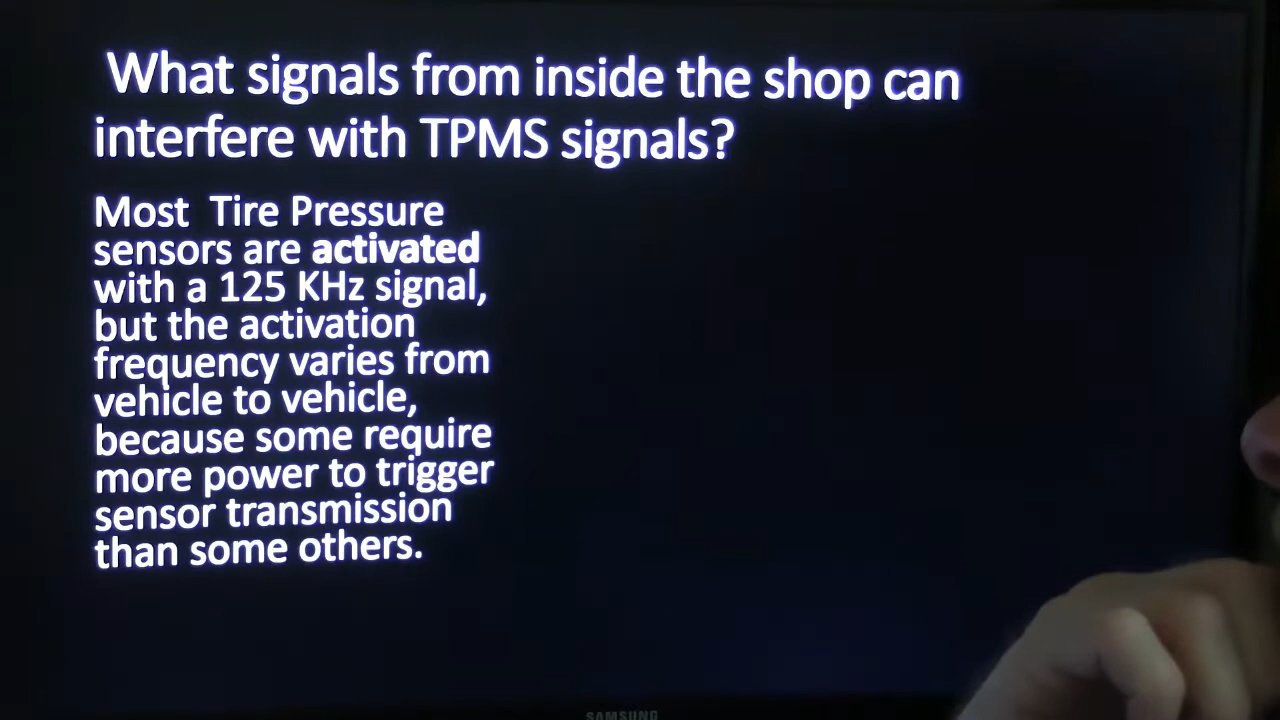 What signals from inside the shop can
interfere with TPMS signals?
Most Tire Pressure
sensors are activated
with a 125 KHz signal,
but the activation
frequency varies from
vehicle to vehicle,
because some require
more power to trigger
sensor transmission
than some others.
SAMSUNG